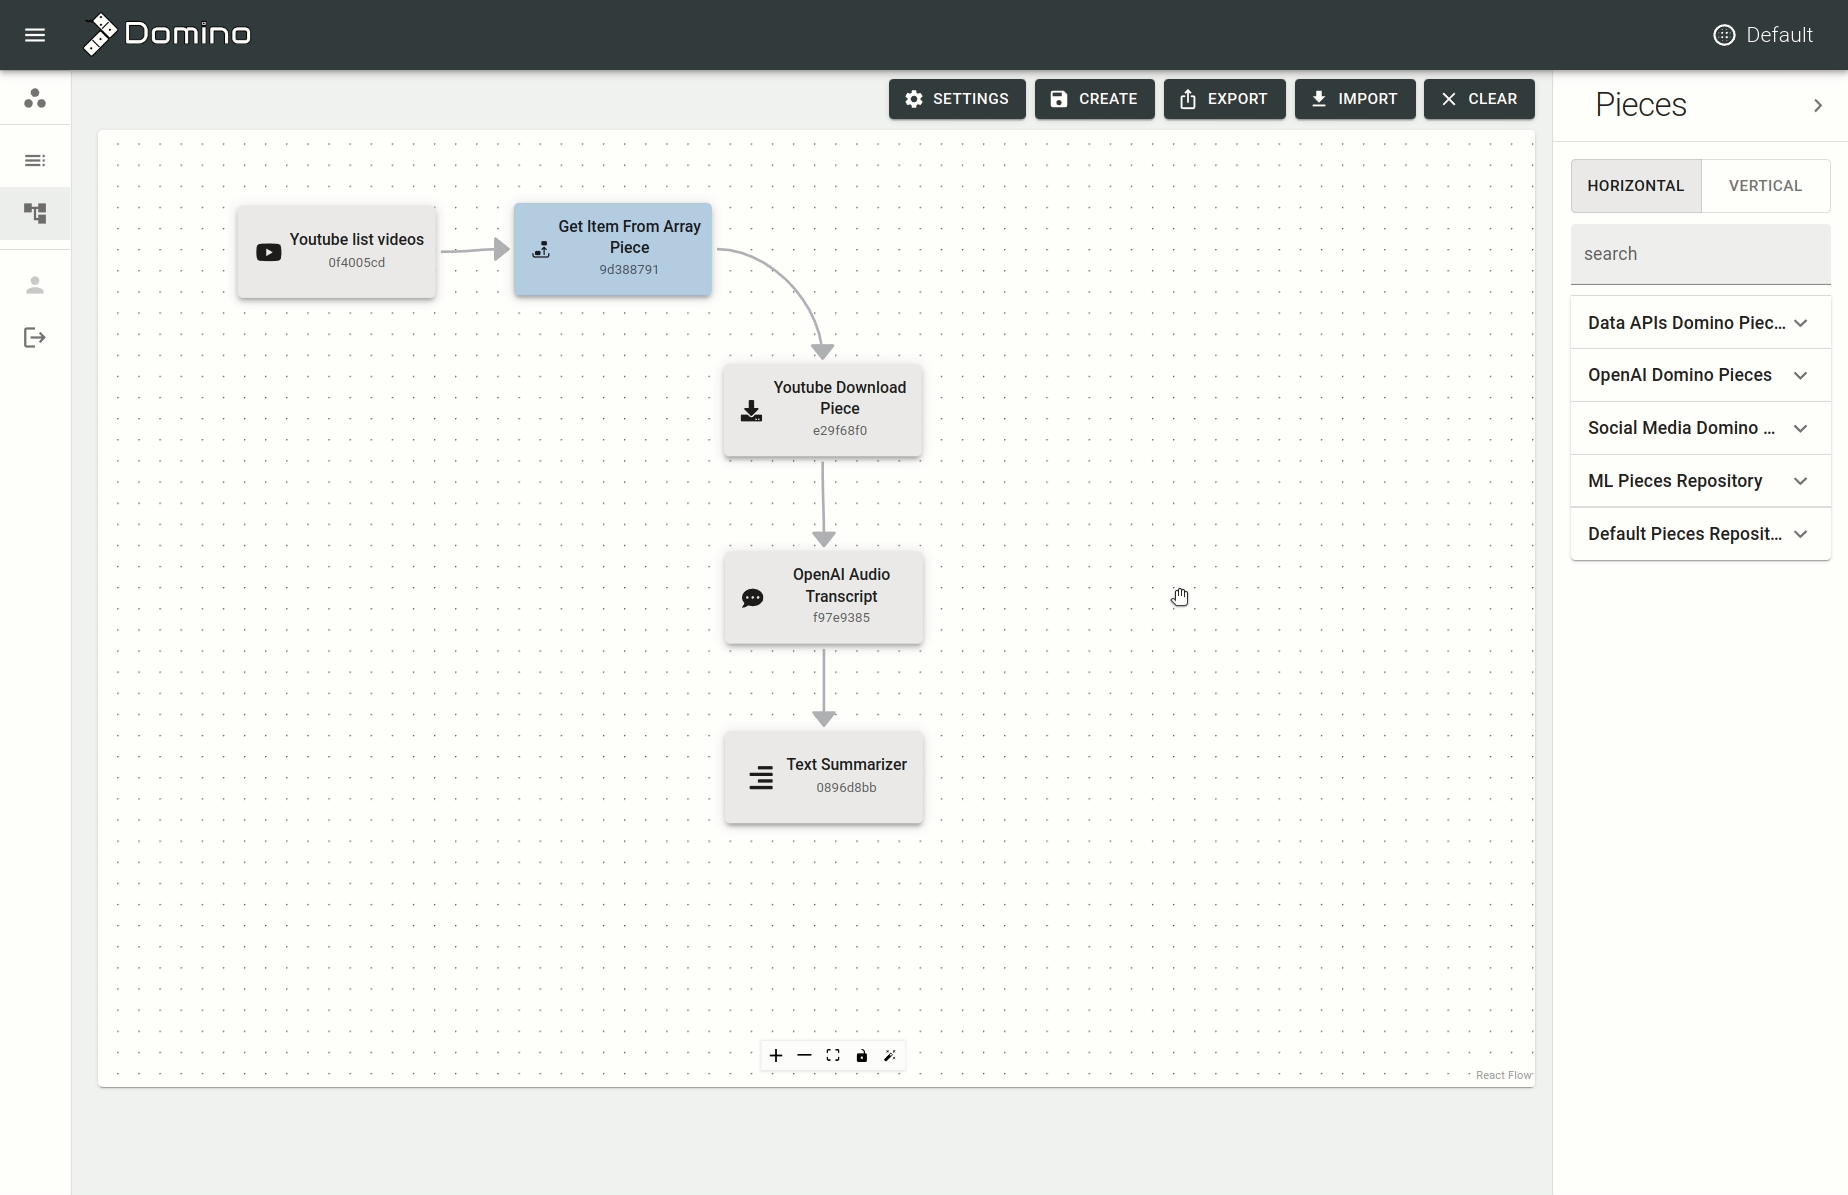 Domino
Default
SETTINGS
CREATE
EXPORT
IMPORT
CLEAR
Pieces
HORIZONTAL
VERTICAL
search
Data APIs Domino Piec...
OpenAI Domino Pieces
Social Media Domino ...
ML Pieces Repository
Default Pieces Reposit...
Youtube list videos
0f4005cd
Get Item From Array
Piece
9d388791
Youtube Download
Piece
e29f68f0
OpenAI Audio
Transcript
f97e9385
Text Summarizer
0896d8bb
React Flow